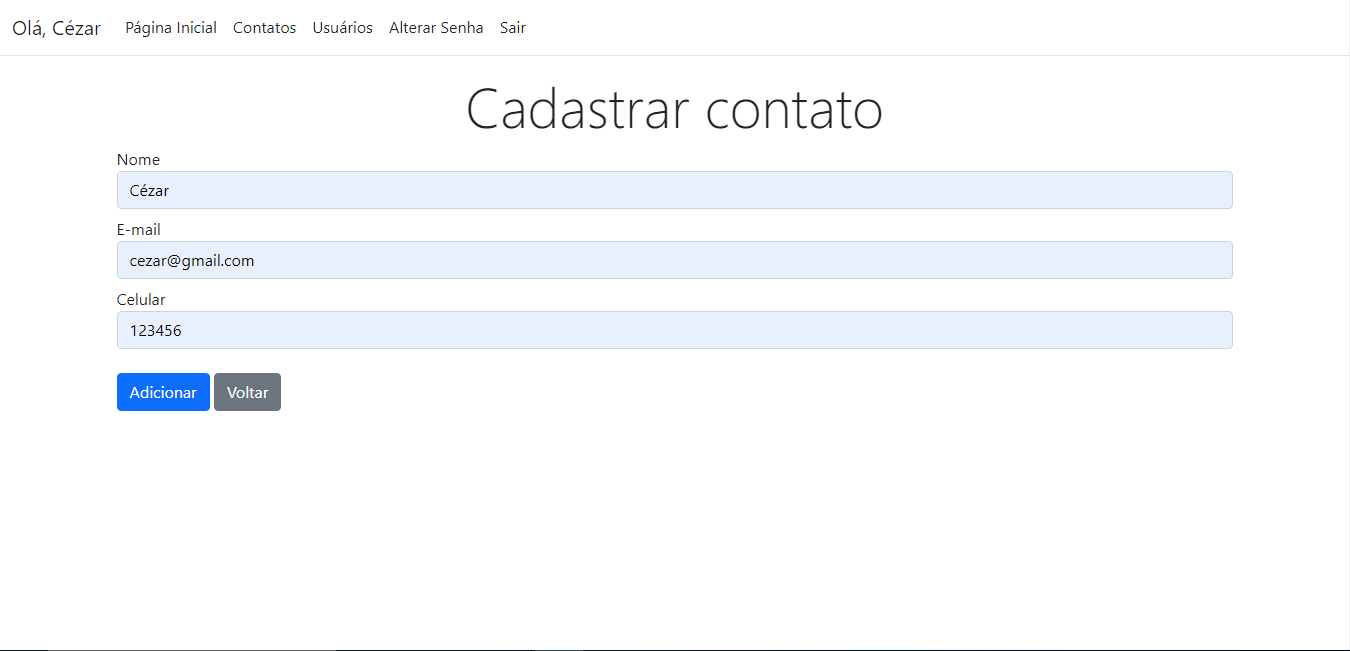 Olá, Cézar Página Inicial Contatos Usuários Alterar Senha Sair
Cadastrar contato
Nome
Cézar
E-mail
cezar@gmail.com
Celular
123456
Adicionar Voltar